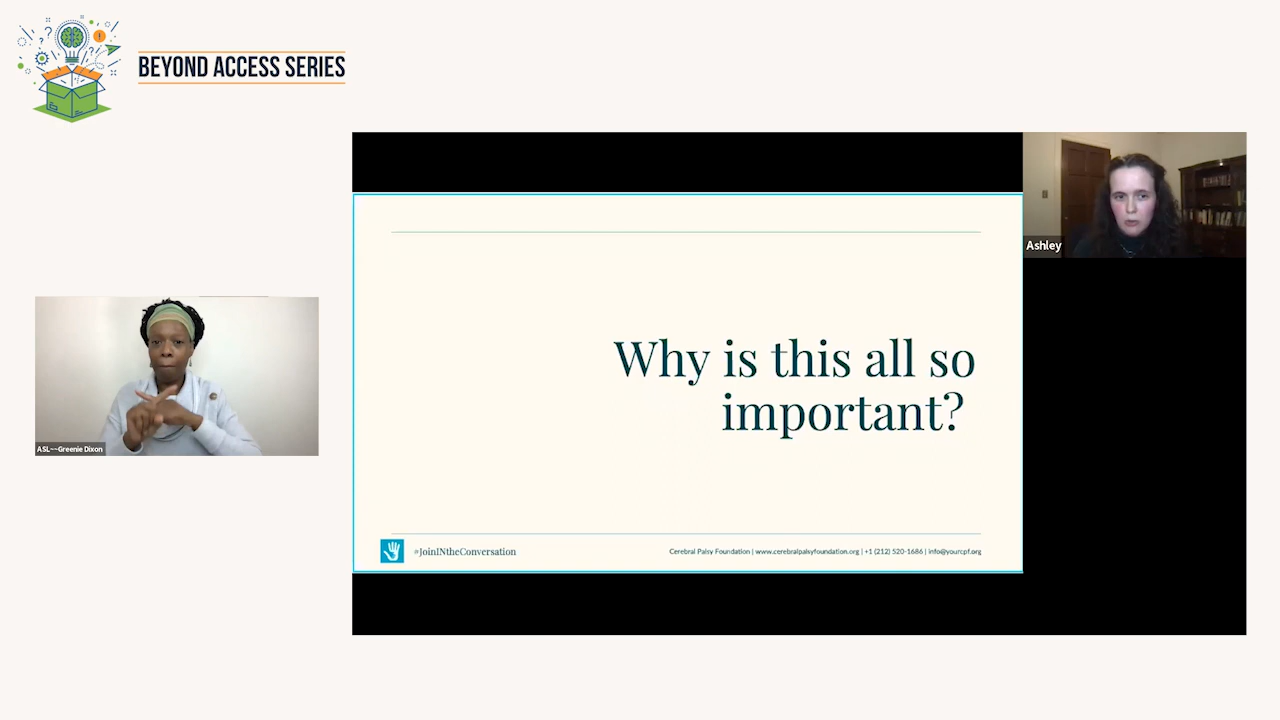 BEYOND ACCESS SERIES
Ashley
Why is this all so
important?
ASL~~Greenie Dixon
#JoinINtheConversation
Cerebral Palsy Foundation | www.cerebralpalsyfoundation.org | +1 (212) 520-1686 | info@yourcpf.org